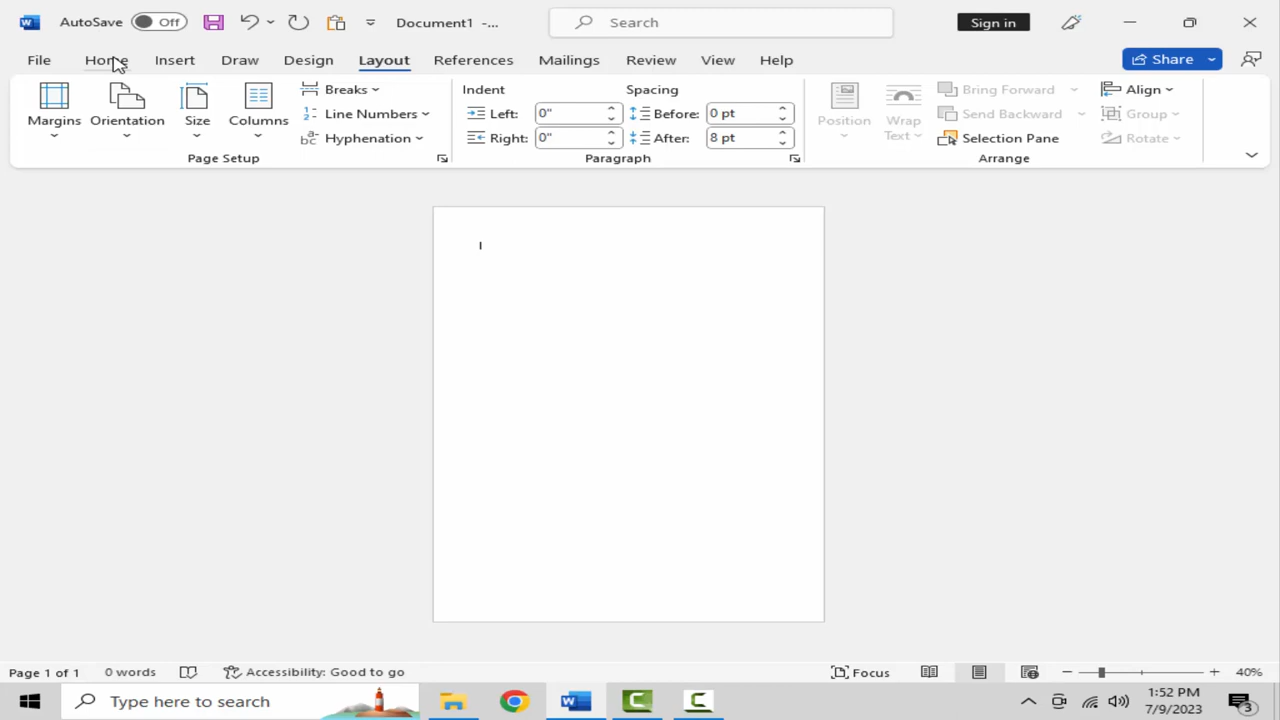 AutoSave Off Document1 -... Search Sign in
File Home Insert Draw Design Layout References Mailings Review View Help Share
Margins Orientation Size Columns
Breaks
Line Numbers
Hyphenation
Page Setup
Indent Spacing
Left: 0" Before: 0 pt
Right: 0" After: 8 pt
Paragraph
Position Wrap Text
Bring Forward Align
Send Backward Group
Selection Pane Rotate
Arrange
Page 1 of 1 0 words Accessibility: Good to go Focus 40%
Type here to search 1:52 PM
7/9/2023 3